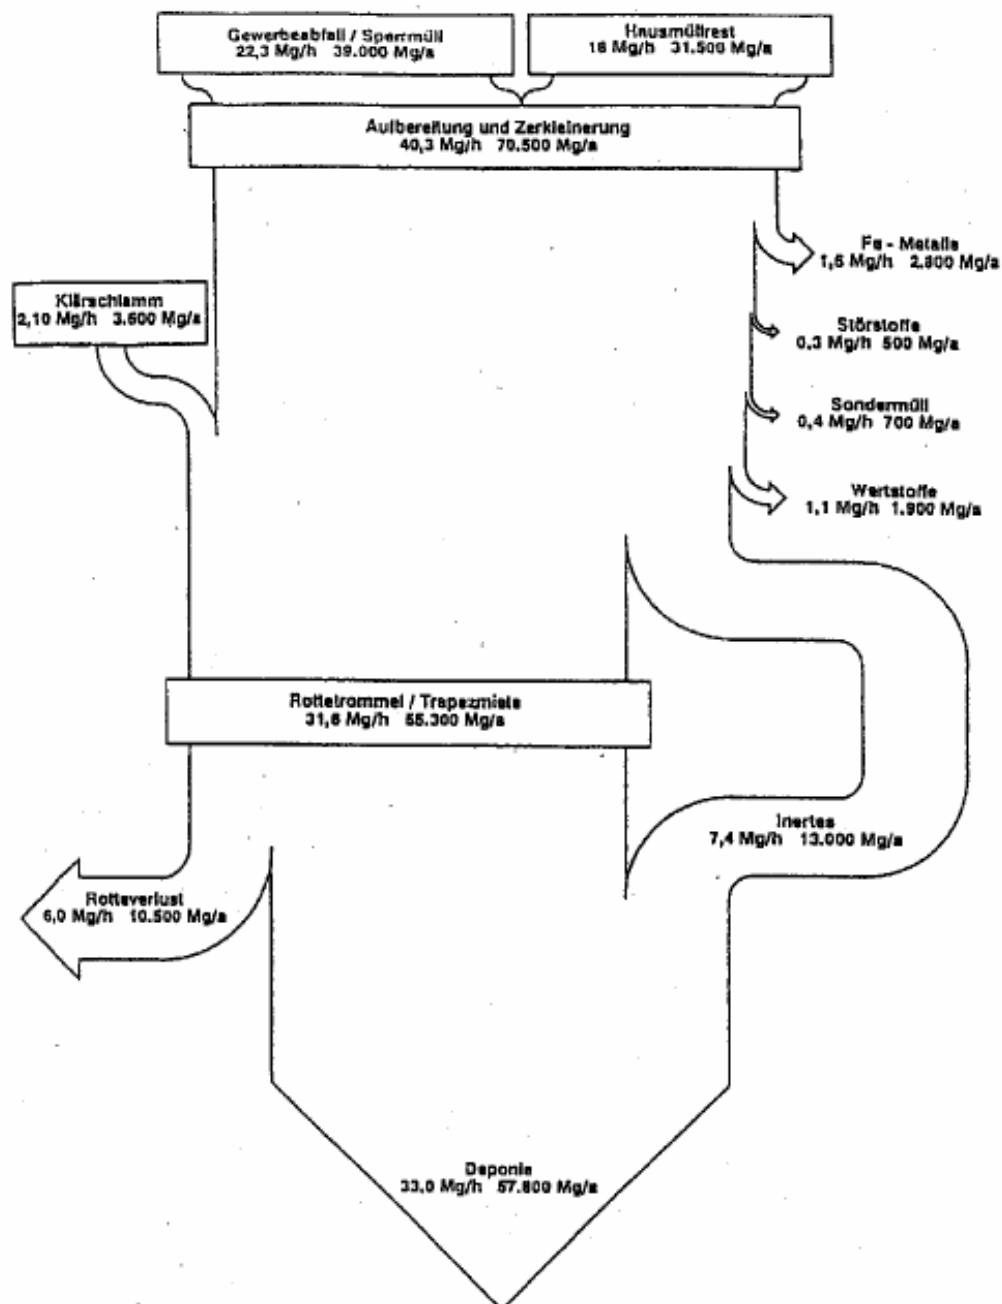 Gewerbeabfall / Sperrmüll
22,3 Mg/h 39.000 Mg/a
Hausmüllrest
18 Mg/h 31.500 Mg/a
Aufbereitung und Zerkleinerung
40,3 Mg/h 70.500 Mg/a
Fe - Metalle
1,6 Mg/h 2.800 Mg/a
Klärschlamm
2,10 Mg/h 3.600 Mg/a
Störstoffe
0,3 Mg/h 500 Mg/a
Sondermüll
0,4 Mg/h 700 Mg/a
Wertstoffe
1,1 Mg/h 1.900 Mg/a
Rottetrommel / Trapezmiete
31,6 Mg/h 55.300 Mg/a
Inertes
7,4 Mg/h 13.000 Mg/a
Rotteverlust
6,0 Mg/h 10.500 Mg/a
Deponie
33,0 Mg/h 57.800 Mg/a